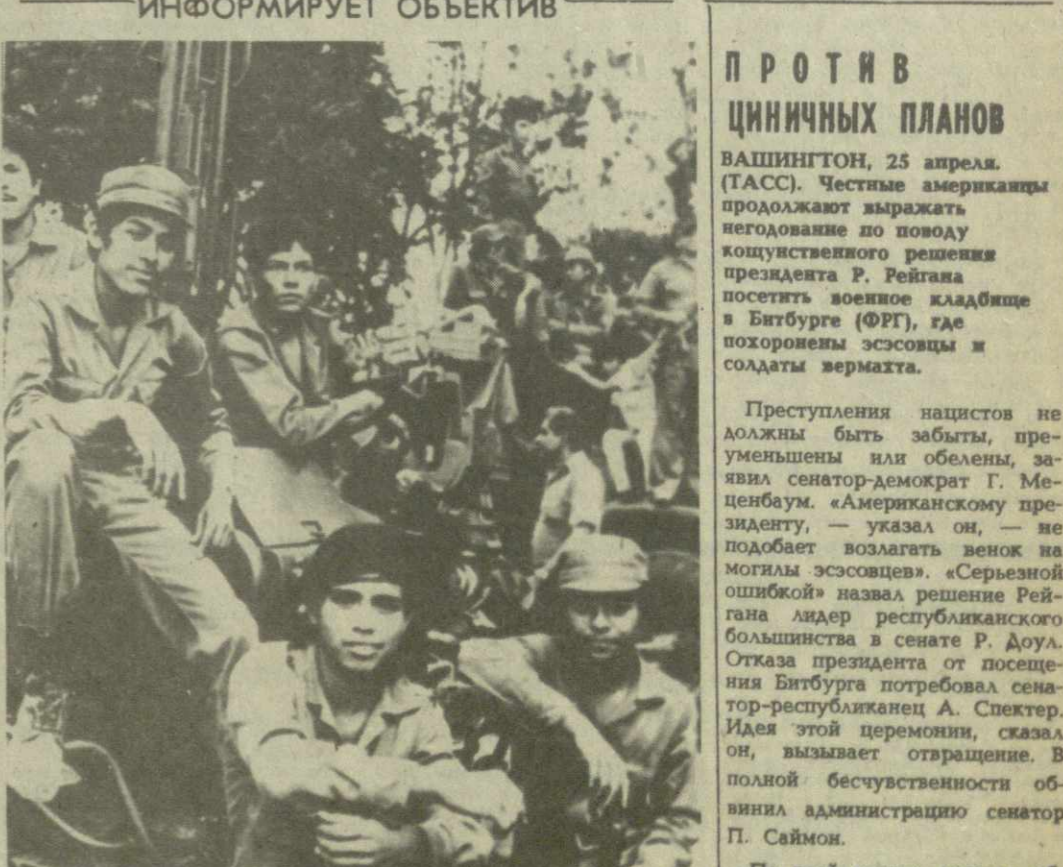 ИНФОРМИРУЕТ ОБЪЕКТИВ
ПРОТИВ
ЦИНИЧНЫХ ПЛАНОВ
ВАШИНГТОН, 25 апреля.
(ТАСС). Честные американцы
продолжают выражать
негодование по поводу
кощунственного решения
президента Р. Рейгана
посетить военное кладбище
в Битбурге (ФРГ), где
похоронены эсэсовцы и
солдаты вермахта.
Преступления нацистов не
должны быть забыты, пре-
уменьшены или обелены, за-
явил сенатор-демократ Г. Ме-
ценбаум. «Американскому пре-
зиденту, — указал он, — не
подобает возлагать венок на
могилы эсэсовцев». «Серьезной
ошибкой» назвал решение Рей-
гана лидер республиканского
большинства в сенате Р. Доул.
Отказа президента от посеще-
ния Битбурга потребовал сена-
тор-республиканец А. Спектер.
Идея этой церемонии, сказал
он, вызывает отвращение. В
полной бесчувственности об-
винил администрацию сенатор
П. Саймон.